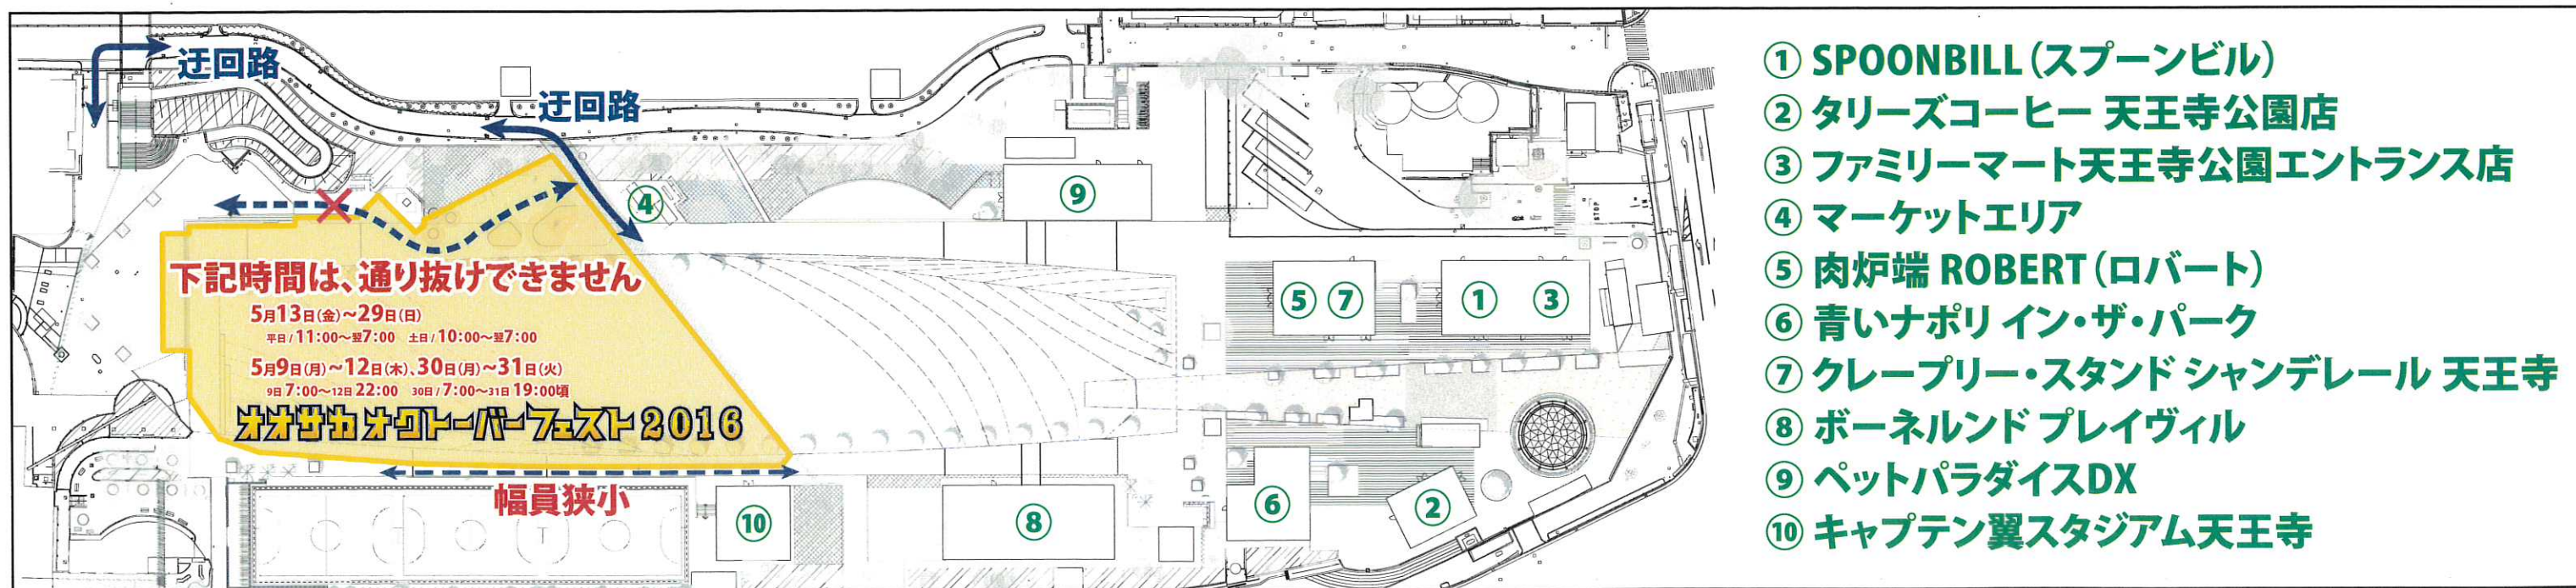 迂回路
迂回路
下記時間は、通り抜けできません
5月13日(金)～29日(日)
平日/11:00～翌7:00 土日/10:00～翌7:00
5月9日(月)～12日(木)、30日(月)～31日(火)
9日7:00～12日22:00 30日/7:00～31日19:00頃
オオサカオクトーバーフェスト2016
幅員狭小
④
⑨
⑤ ⑦ ① ③
⑩
⑧
⑥
②
STOP
① SPOONBILL(スプーンビル)
② タリーズコーヒー 天王寺公園店
③ ファミリーマート天王寺公園エントランス店
④ マーケットエリア
⑤ 肉炉端 ROBERT(ロバート)
⑥ 青いナポリ イン・ザ・パーク
⑦ クレープリー・スタンド シャンデレール 天王寺
⑧ ボーネルンド プレイヴィル
⑨ ペットパラダイスDX
⑩ キャプテン翼スタジアム天王寺